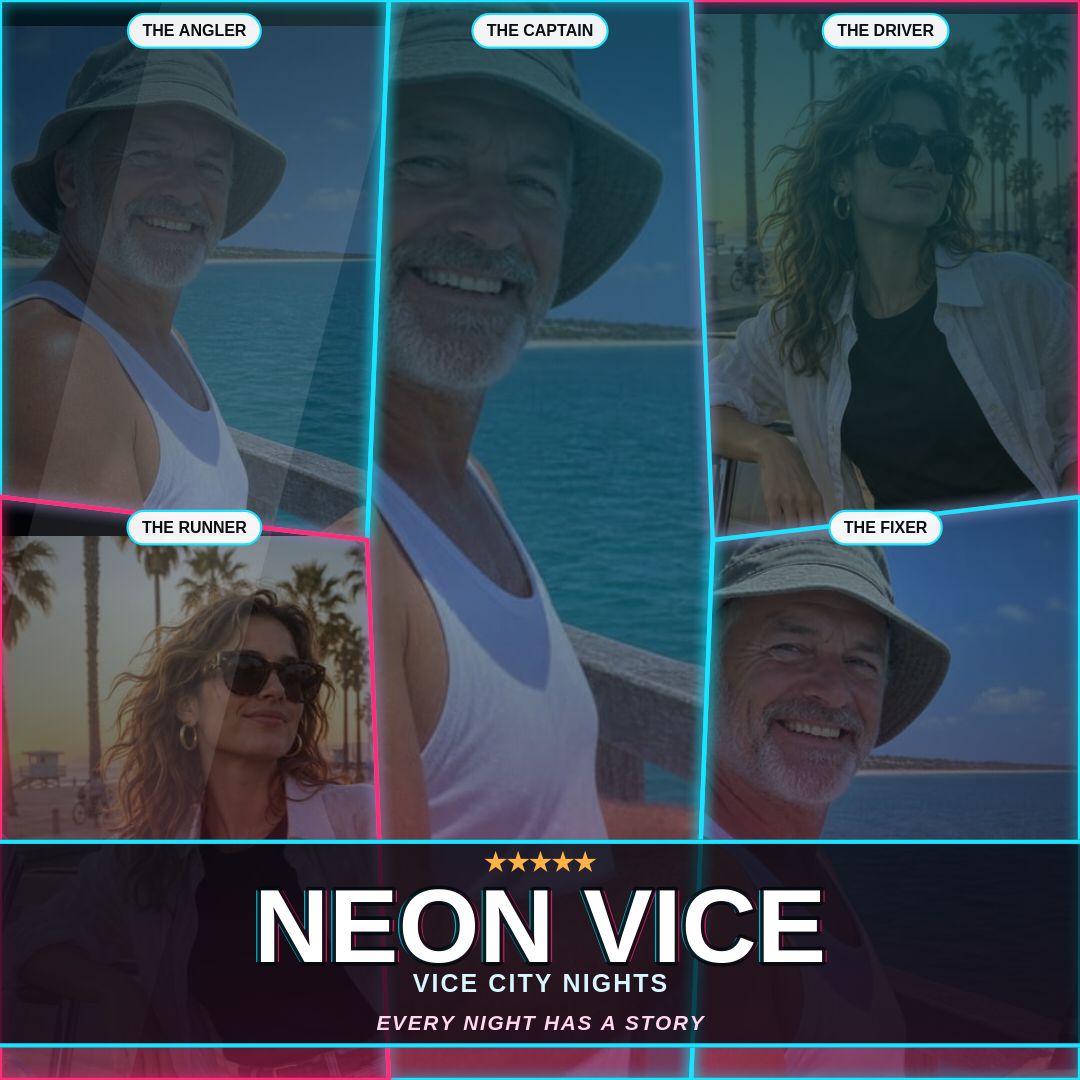 THE ANGLER
THE CAPTAIN
THE DRIVER
THE RUNNER
THE FIXER
★★★★★
NEON VICE
VICE CITY NIGHTS
EVERY NIGHT HAS A STORY